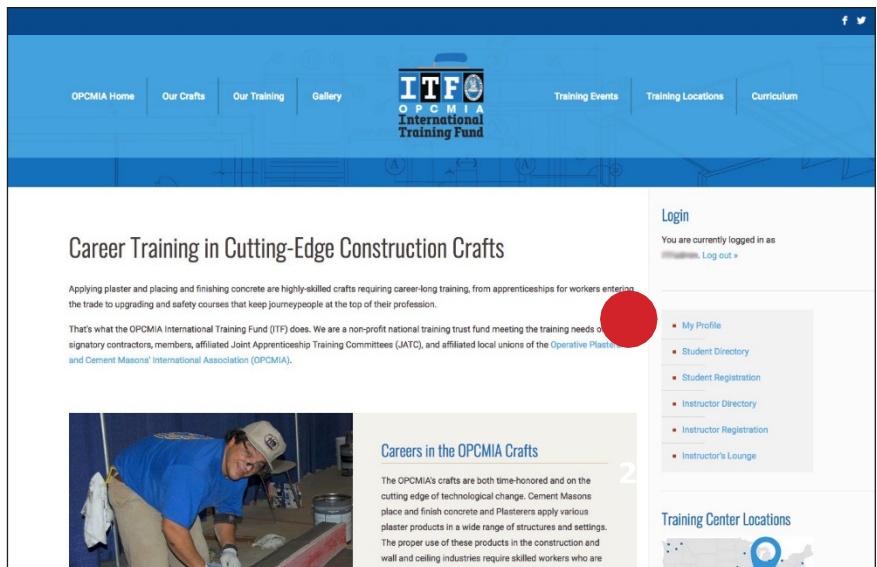 OPCMIA Home
Our Crafts
Our Training
Gallery
ITF
OPCMIA
International
Training Fund
Training Events
Training Locations
Curriculum
Career Training in Cutting-Edge Construction Crafts
Applying plaster and placing and finishing concrete are highly-skilled crafts requiring career-long training, from apprenticeships for workers entering
the trade to upgrading and safety courses that keep journeypeople at the top of their profession.
That's what the OPCMIA International Training Fund (ITF) does. We are a non-profit national training trust fund meeting the training needs
signatory contractors, members, affiliated Joint Apprenticeship Training Committees (JATC), and affiliated local unions of the Operative
and Cement Masons' International Association (OPCMIA).
Careers in the OPCMIA Crafts
The OPCMIA's crafts are both time-honored and on the
cutting edge of technological change. Cement Masons
place and finish concrete and Plasterers apply various
plaster products in a wide range of structures and settings.
The proper use of these products in the construction and
wall and ceiling industries require skilled workers who are
2
Login
You are currently logged in as
Log out »
My Profile
Student Directory
Student Registration
Instructor Directory
Instructor Registration
Instructor's Lounge
Training Center Locations